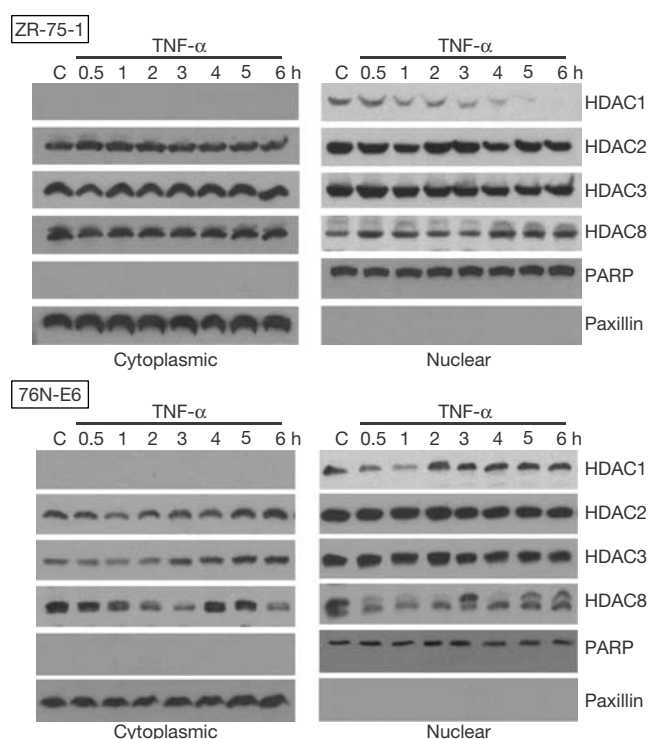 ZR-75-1
TNF-α TNF-α
C 0.5 1 2 3 4 5 6 h C 0.5 1 2 3 4 5 6 h
HDAC1
HDAC2
HDAC3
HDAC8
PARP
Paxillin
Cytoplasmic Nuclear
76N-E6
TNF-α TNF-α
C 0.5 1 2 3 4 5 6 h C 0.5 1 2 3 4 5 6 h
HDAC1
HDAC2
HDAC3
HDAC8
PARP
Paxillin
Cytoplasmic Nuclear